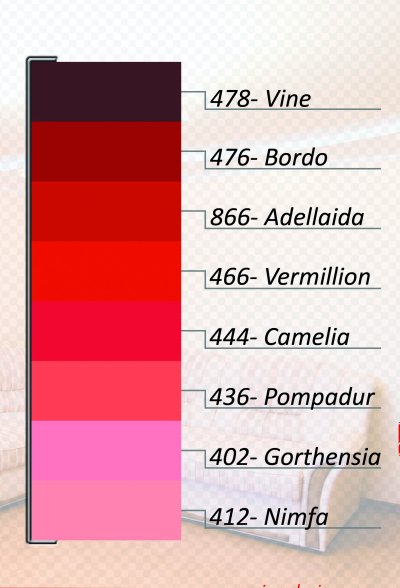 478- Vine
476- Bordo
866- Adellaida
466- Vermillion
444- Camelia
436- Pompadur
402- Gorthensia
412- Nimfa